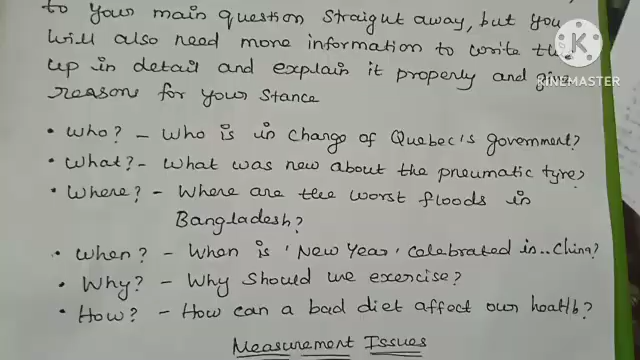 to your main question straight away, but you
will also need more information to write
up in detail and explain it properly and give
reasons for your stance
K
KINEMASTER
• Who? – Who is in charge of Quebec's government?
• What? – What was new about the pneumatic tyre?
• Where? – Where are the worst floods in
Bangladesh?
• When? – When is 'New Year' celebrated in.. China?
• Why? – Why should we exercise?
• How? – How can a bad diet affect our health?
Measurement Issues